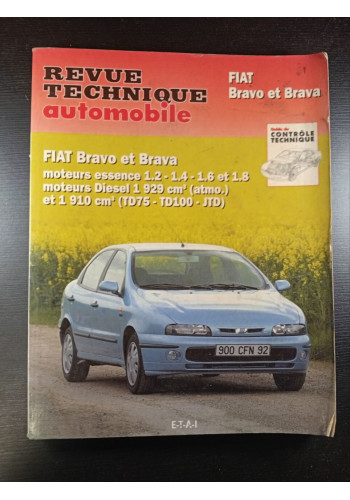 REVUE
TECHNIQUE
automobile
FIAT
Bravo et Brava
Guide du
CONTRÔLE
TECHNIQUE
FIAT Bravo et Brava
moteurs essence 1.2 - 1.4 - 1.6 et 1.8
moteurs Diesel 1 929 cm³ (atmo.)
et 1 910 cm³ (TD75 - TD100 - JTD)
900 CFN 92
E-T-A-I